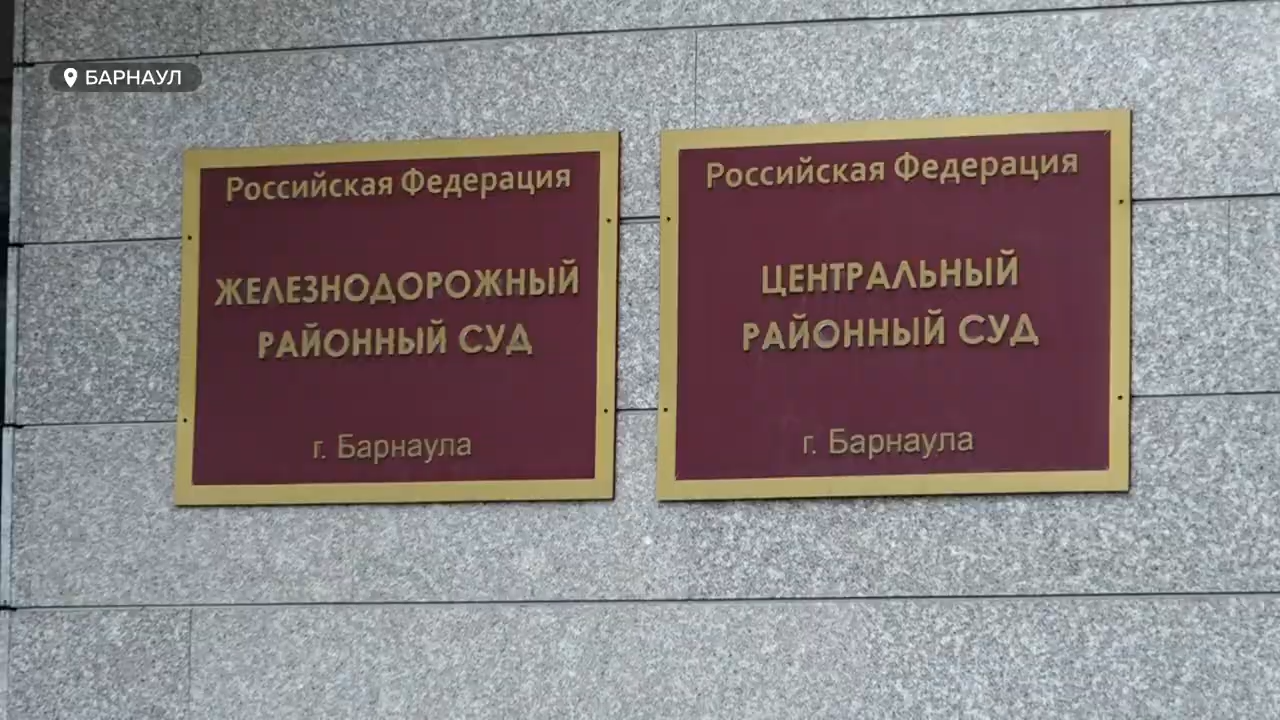 БАРНАУЛ
Российская Федерация
ЖЕЛЕЗНОДОРОЖНЫЙ
РАЙОННЫЙ СУД
г. Барнаула
Российская Федерация
ЦЕНТРАЛЬНЫЙ
РАЙОННЫЙ СУД
г. Барнаула